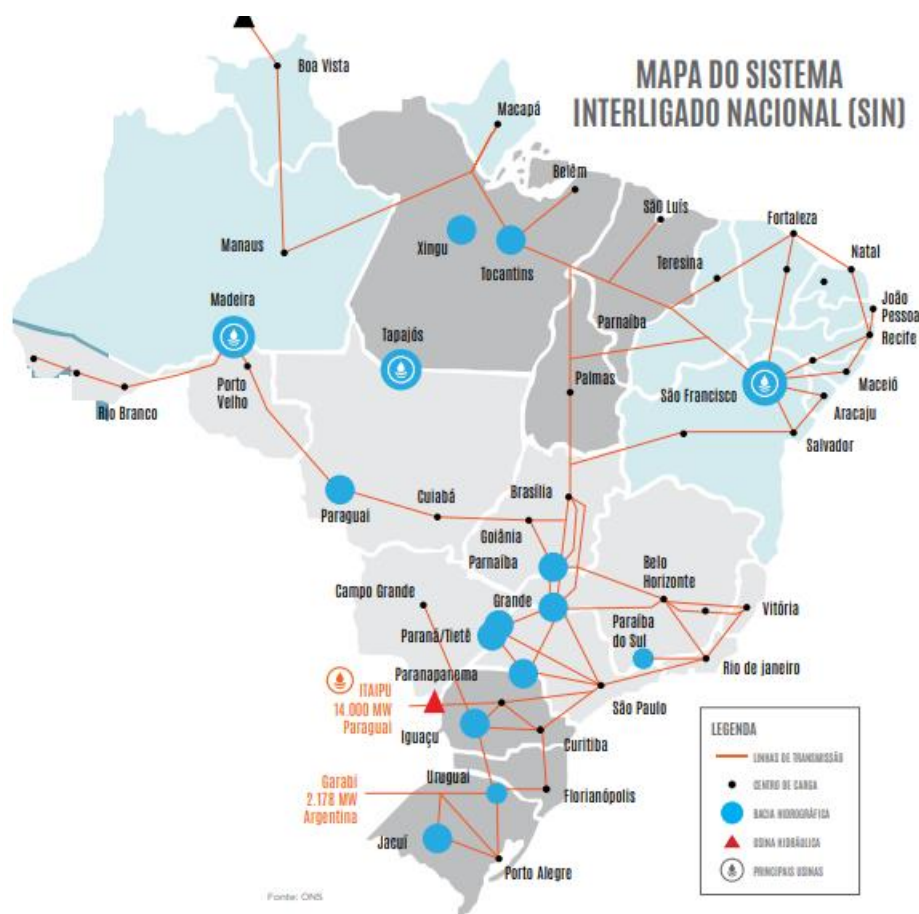 MAPA DO SISTEMA
INTERLIGADO NACIONAL (SIN)
Boa Vista
Macapá
Belém
São Luís
Fortaleza
Manaus
Xingu
Tocantins
Teresina
Natal
Madeira
João
Pessoa
Parnaíba
Tapajós
Recife
Porto
Velho
Palmas
São Francisco
Maceió
Rio Branco
Aracaju
Salvador
Brasília
Cuiabá
Paraguai
Goiânia
Parnaíba
Belo
Horizonte
Campo Grande
Grande
Vitória
Paraíba
do Sul
Paraná/Tietê
Rio de janeiro
Paranapanema
ITAIPU
14.000 MW
Paraguai
São Paulo
Iguaçu
Curitiba
Uruguai
Garabi
2.178 MW
Argentina
Florianópolis
Jacuí
Porto Alegre
LEGENDA
LINHAS DE TRANSMISSÃO
CENTRO DE CARGA
BACIA HIDROGRÁFICA
USINA HIDRÁULICA
PRINCIPAIS USINAS
Fonte: ONS